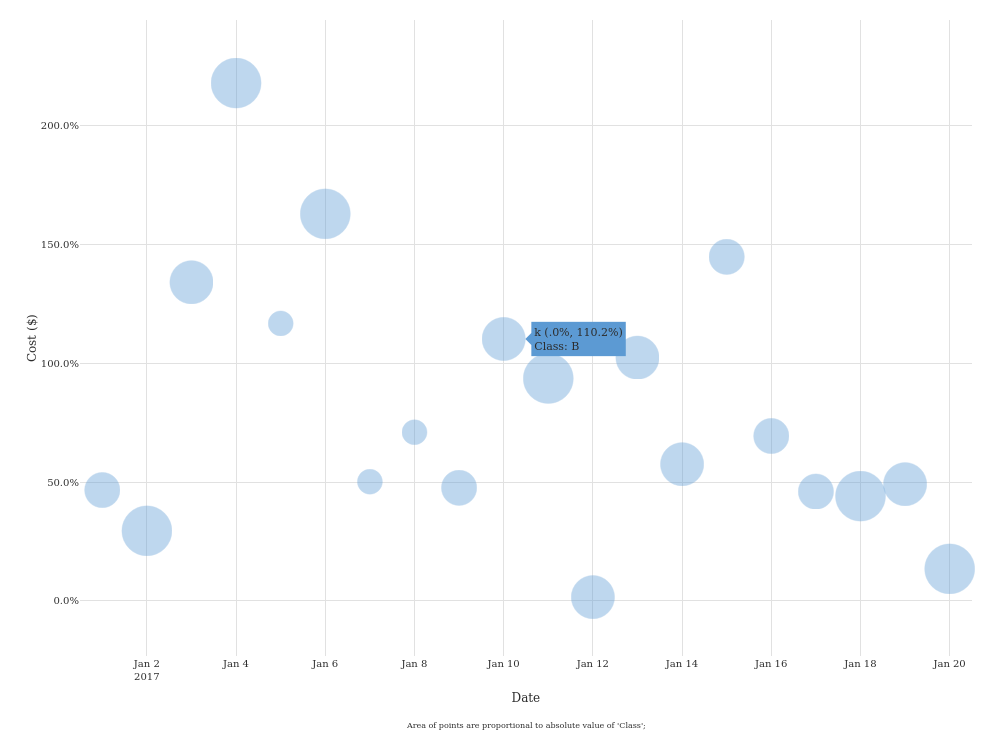 200.0%
150.0%
100.0%
50.0%
0.0%
Cost ($)
k (.0%, 110.2%)
Class: B
Jan 2 Jan 4 Jan 6 Jan 8 Jan 10 Jan 12 Jan 14 Jan 16 Jan 18 Jan 20
2017
Date
Area of points are proportional to absolute value of 'Class';